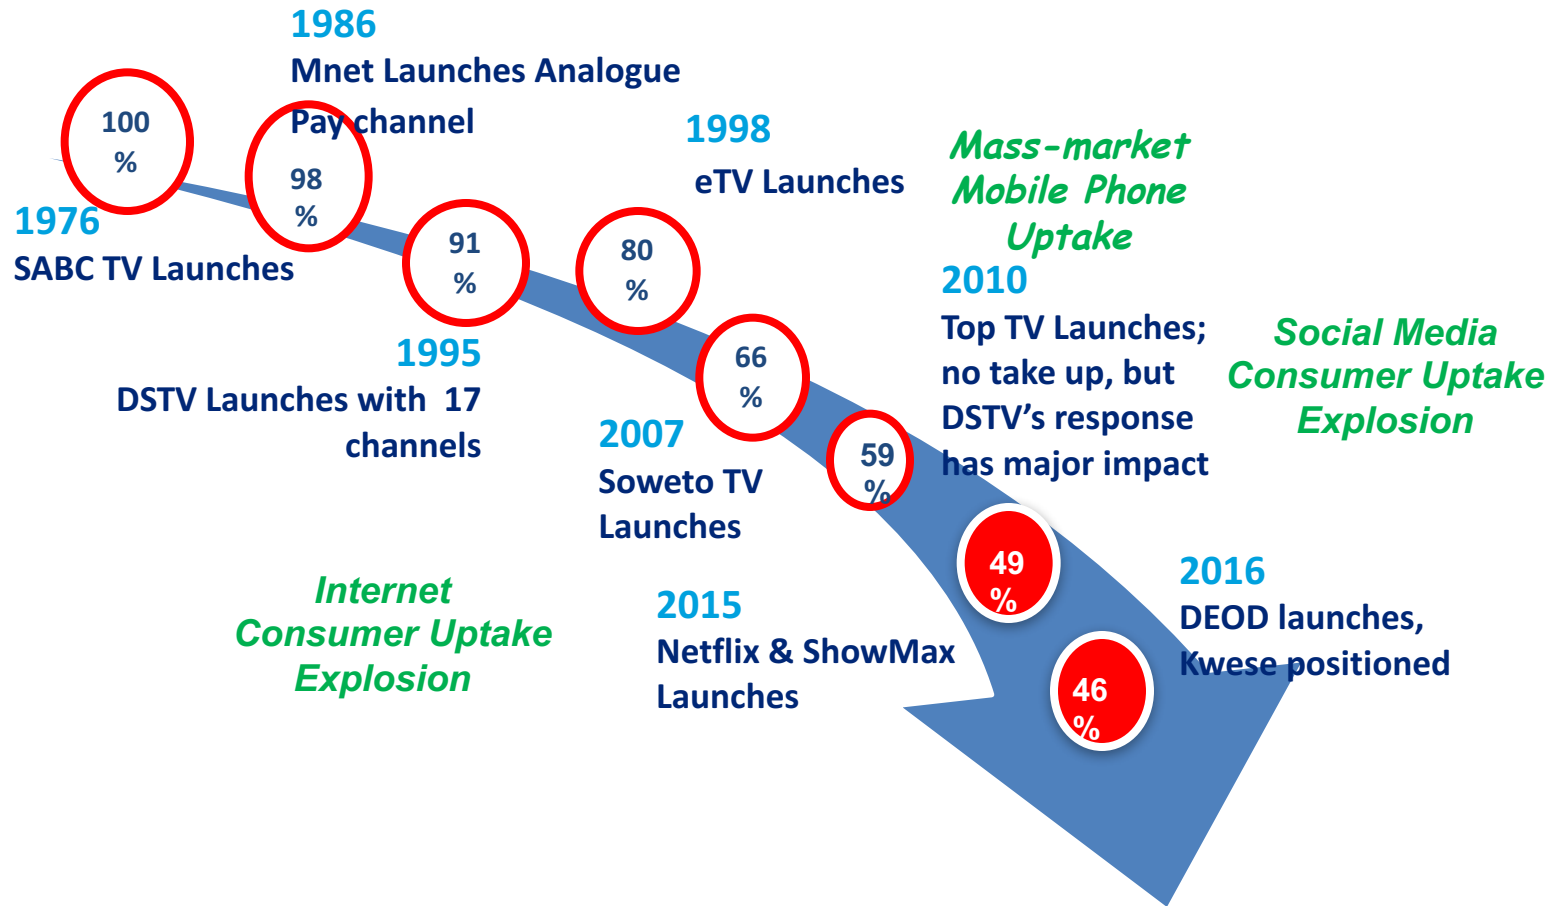 1986
Mnet Launches Analogue
Pay channel
100
%
98
%
1976
SABC TV Launches
91
%
1995
DSTV Launches with 17
channels
1998
eTV Launches
80
%
66
%
2007
Soweto TV
Launches
Mass-market
Mobile Phone
Uptake
2010
Top TV Launches;
no take up, but
DSTV's response
has major impact
Social Media
Consumer Uptake
Explosion
59
%
Internet
Consumer Uptake
Explosion
2015
Netflix & ShowMax
Launches
49
%
2016
DEOD launches,
Kwese positioned
46
%